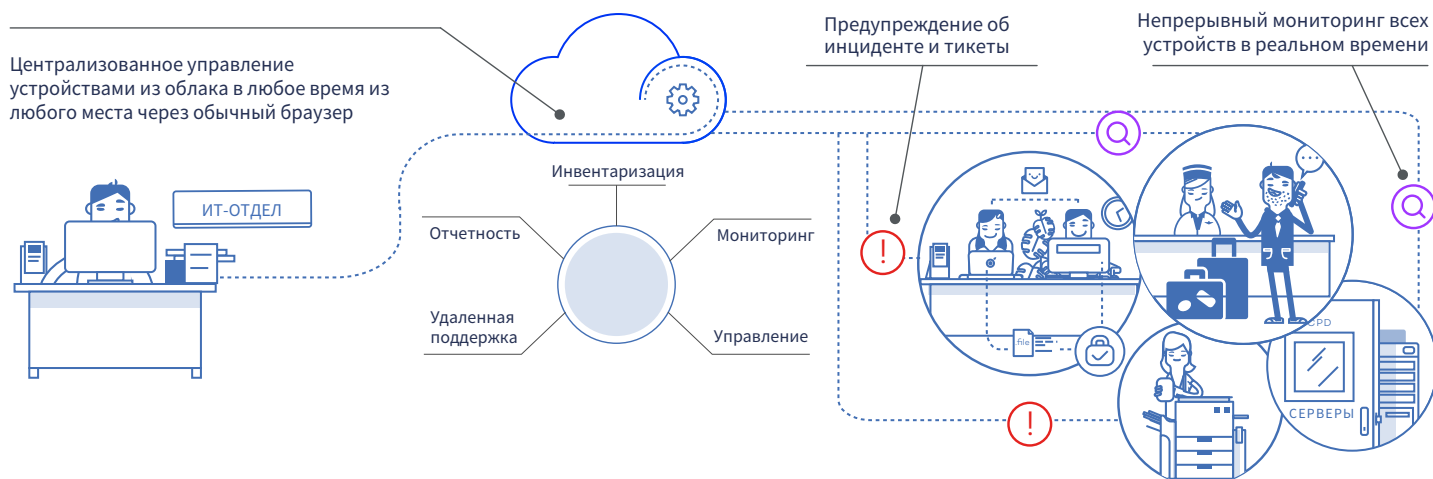 Централизованное управление
устройствами из облака в любое время из
любого места через обычный браузер
Предупреждение об
инциденте и тикеты
Непрерывный мониторинг всех
устройств в реальном времени
ИТ-ОТДЕЛ
Инвентаризация
Отчетность
Мониторинг
Удаленная
поддержка
Управление
.file
CPD
СЕРВЕРЫ